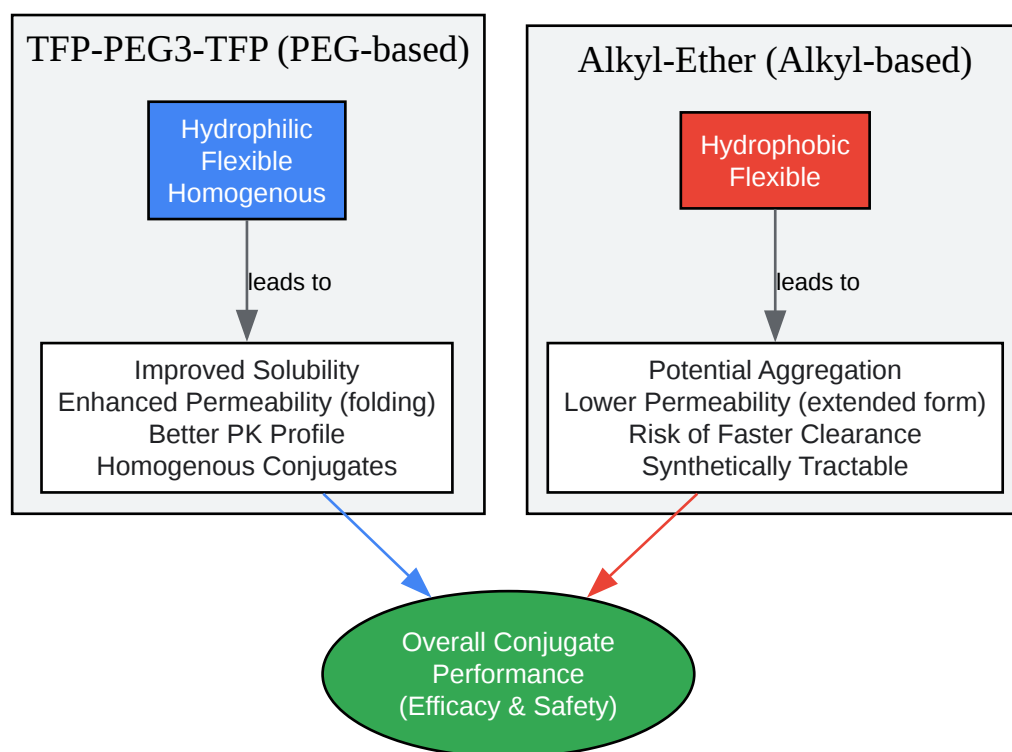 TFP-PEG3-TFP (PEG-based)
Hydrophilic
Flexible
Homogenous
leads to
Improved Solubility
Enhanced Permeability (folding)
Better PK Profile
Homogenous Conjugates
Alkyl-Ether (Alkyl-based)
Hydrophobic
Flexible
leads to
Potential Aggregation
Lower Permeability (extended form)
Risk of Faster Clearance
Synthetically Tractable
Overall Conjugate
Performance
(Efficacy & Safety)